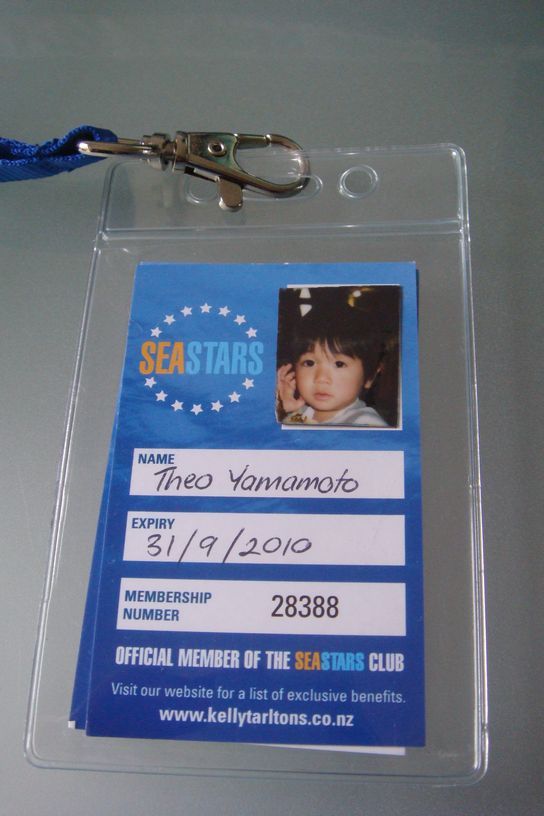 SEASTARS
NAME
Theo Yamamoto
EXPIRY
31/9/2010
MEMBERSHIP
NUMBER
28388
OFFICIAL MEMBER OF THE SEASTARS CLUB
Visit our website for a list of exclusive benefits.
www.kellytarltons.co.nz